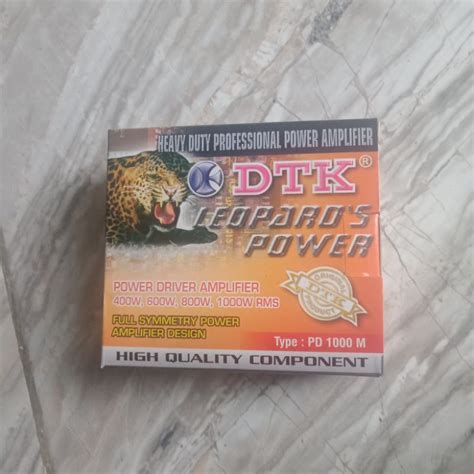 HEAVY DUTY PROFESSIONAL POWER AMPLIFIER
DTK®
LEOPARD'S
POWER
POWER DRIVER AMPLIFIER
400W, 600W, 800W, 1000W RMS
FULL SYMMETRY POWER
AMPLIFIER DESIGN
DTK
Type : PD 1000 M
HIGH QUALITY COMPONENT